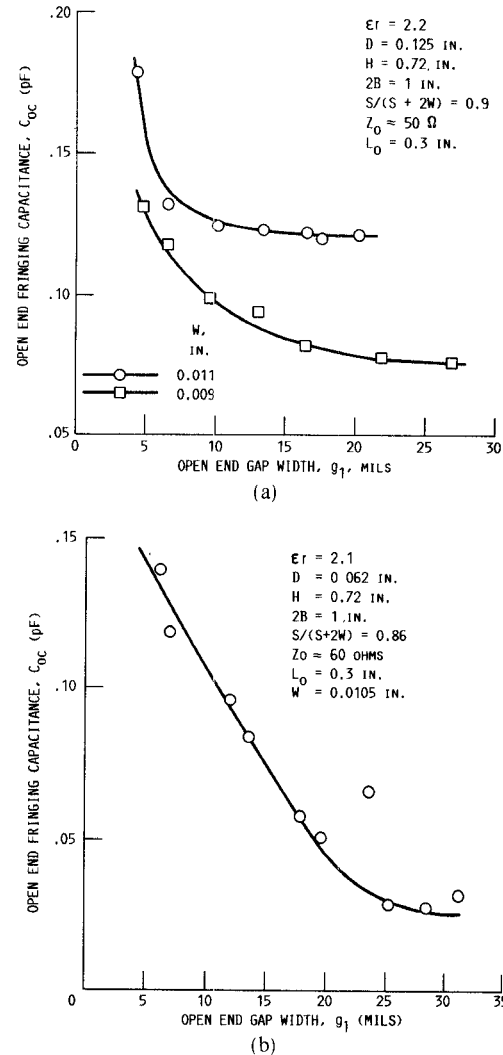 .20
.15
.10
.05
OPEN END FRINGING CAPACITANCE, Coc (pF)
εr = 2.2
D = 0.125 IN.
H = 0.72 IN.
2B = 1 IN.
S/(S + 2W) = 0.9
Zo ≈ 50 Ω
Lo = 0.3 IN.
W,
IN.
0.011
0.009
0 5 10 15 20 25 30
OPEN END GAP WIDTH, g1, MILS
(a)
.15
.10
.05
OPEN END FRINGING CAPACITANCE, Coc (pF)
εr = 2.1
D = 0 062 IN.
H = 0.72 IN.
2B = 1 IN.
S/(S+2W) = 0.86
Zo ≈ 60 OHMS
Lo = 0.3 IN.
W = 0.0105 IN.
0 5 10 15 20 25 30 35
OPEN END GAP WIDTH, g1 (MILS)
(b)